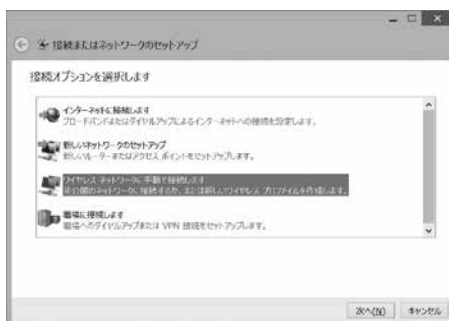 接続またはネットワークのセットアップ
接続オプションを選択します
インターネットに接続します
ブロードバンドまたはダイヤルアップによるインターネットへの接続を設定します。
新しいネットワークのセットアップ
新しいルーターまたはアクセス ポイントをセットアップします。
ワイヤレス ネットワークに手動で接続します
非公開のネットワークに接続するか、または新しいワイヤレス プロファイルを作成します。
職場に接続します
職場へのダイヤルアップまたは VPN 接続をセットアップします。
次へ(N) キャンセル